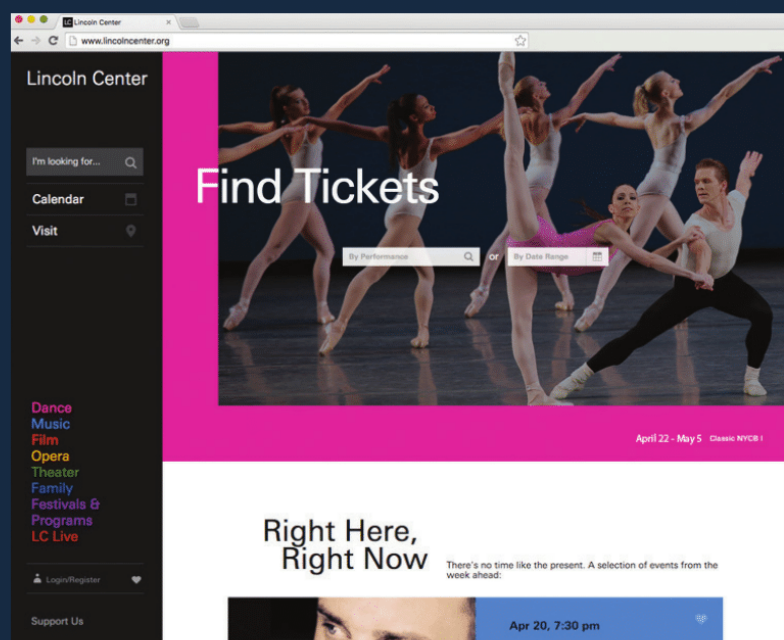 LC Lincoln Center
www.lincolncenter.org
Lincoln Center
I'm looking for...
Calendar
Visit
Find Tickets
By Performance
or
By Date Range
Dance
Music
Film
Opera
Theater
Family
Festivals &
Programs
LC Live
Login/Register
Support Us
April 22 - May 5 Classic NYCB I
Right Here,
Right Now
There's no time like the present. A selection of events from the
week ahead:
Apr 20, 7:30 pm